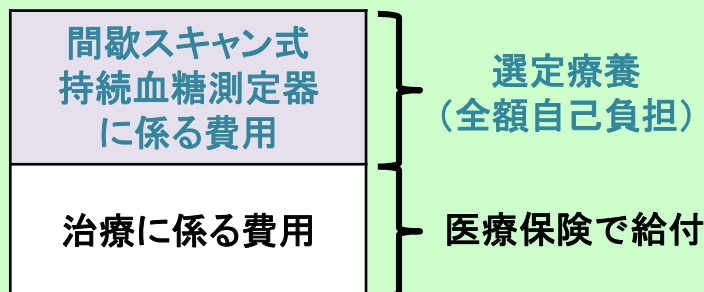 間歇スキャン式
持続血糖測定器
に係る費用
選定療養
（全額自己負担）
治療に係る費用
医療保険で給付